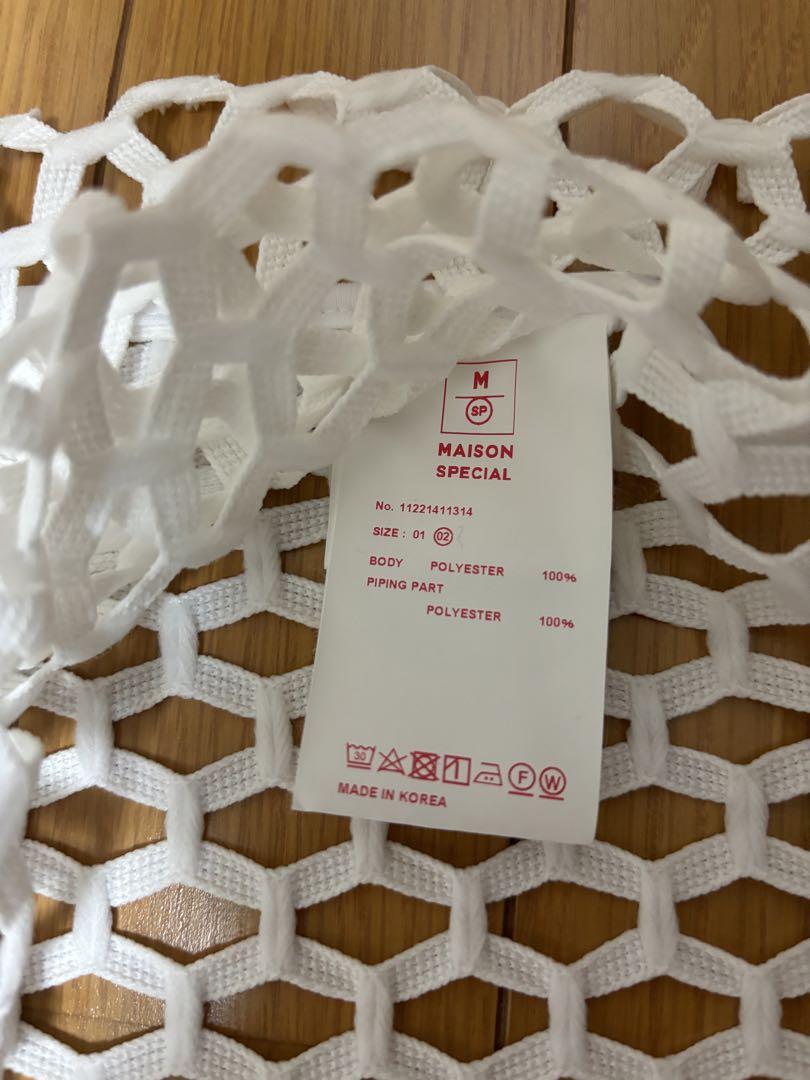 M
SP
MAISON
SPECIAL
No. 11221411314
SIZE : 01 02
BODY POLYESTER 100%
PIPING PART
POLYESTER 100%
30 F W
MADE IN KOREA